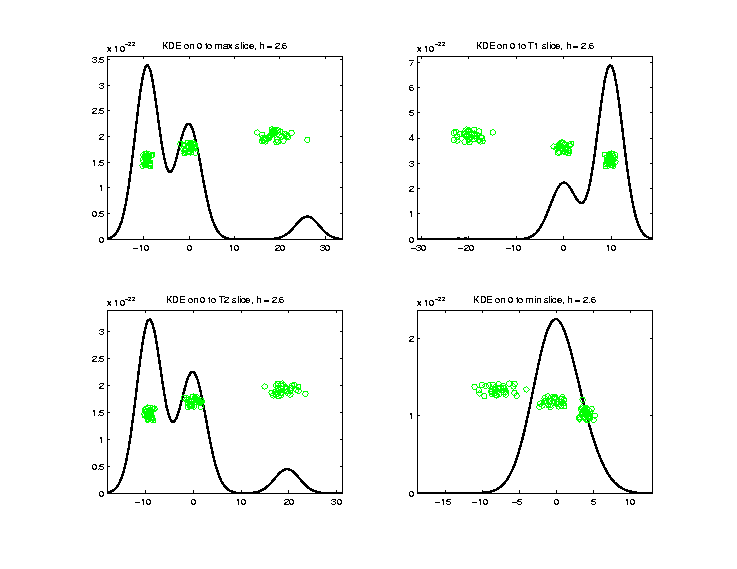 KDE on 0 to max slice, h = 2.6
x 10^-22
3.5
3
2.5
2
1.5
1
0.5
0
-10 0 10 20 30
KDE on 0 to T1 slice, h = 2.6
x 10^-22
7
6
5
4
3
2
1
0
-30 -20 -10 0 10
KDE on 0 to T2 slice, h = 2.6
x 10^-22
3
2.5
2
1.5
1
0.5
0
-10 0 10 20 30
KDE on 0 to min slice, h = 2.6
x 10^-22
2
1
0
-15 -10 -5 0 5 10